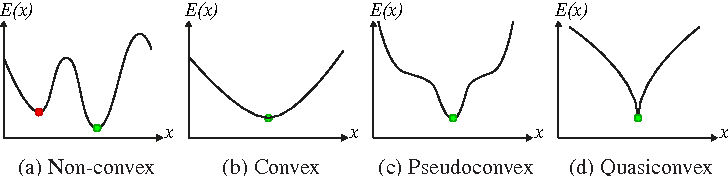 E(x) E(x) E(x) E(x)
x x x x
(a) Non-convex (b) Convex (c) Pseudoconvex (d) Quasiconvex